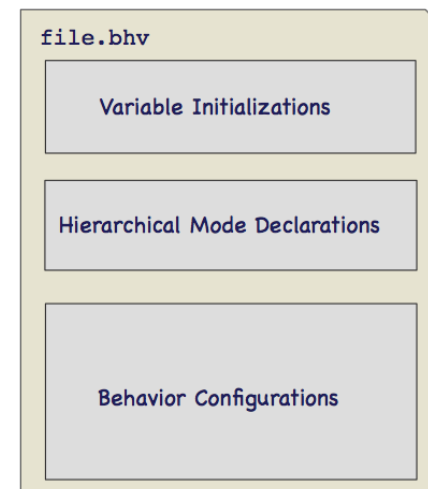 file.bhv
Variable Initializations
Hierarchical Mode Declarations
Behavior Configurations